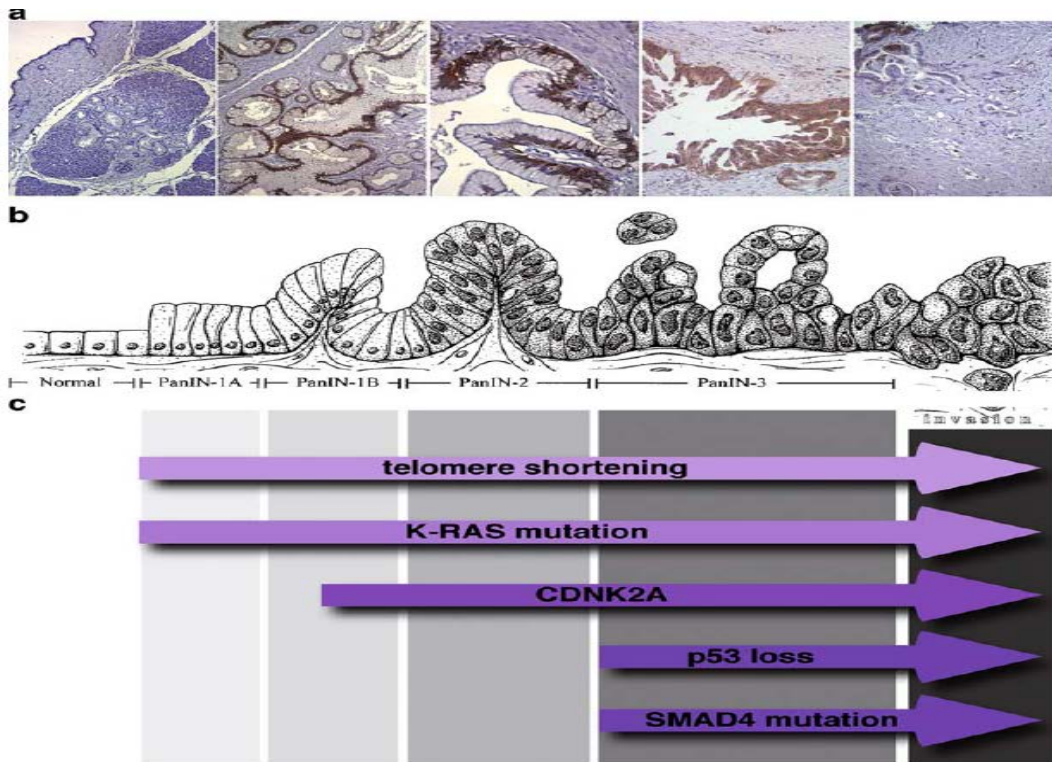 a
b
Normal PanIN-1A PanIN-1B PanIN-2 PanIN-3
c
invasion
telomere shortening
K-RAS mutation
CDNK2A
p53 loss
SMAD4 mutation